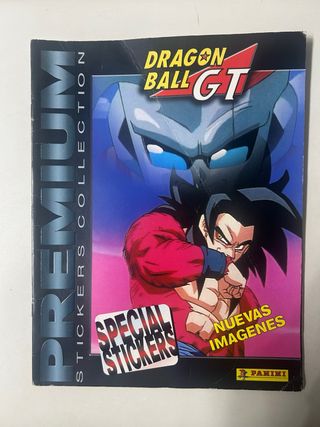 DRAGON
BALL GT
PREMIUM
STICKERS COLLECTION
SPECIAL
STICKERS
NUEVAS
IMAGENES
PANINI